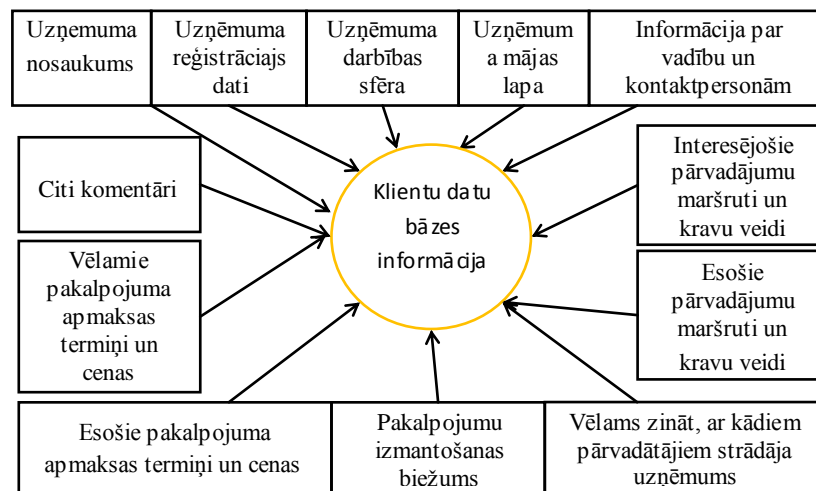 Uzņemuma
nosaukums
Uzņēmuma
reģistrāciajs
dati
Uzņēmuma
darbības
sfēra
Uzņēmum
a mājas
lapa
Informācija par
vadību un
kontaktpersonām
Citi komentāri
Klientu datu
bāzes
informācija
Interesējošie
pārvadājumu
maršruti un
kravu veidi
Vēlamie
pakalpojuma
apmaksas
termiņi un
cenas
Esošie
pārvadājumu
maršruti un
kravu veidi
Esošie pakalpojuma
apmaksas termiņi un cenas
Pakalpojumu
izmantošanas
biežums
Vēlams zināt, ar kādiem
pārvadātājiem strādāja
uzņēmums